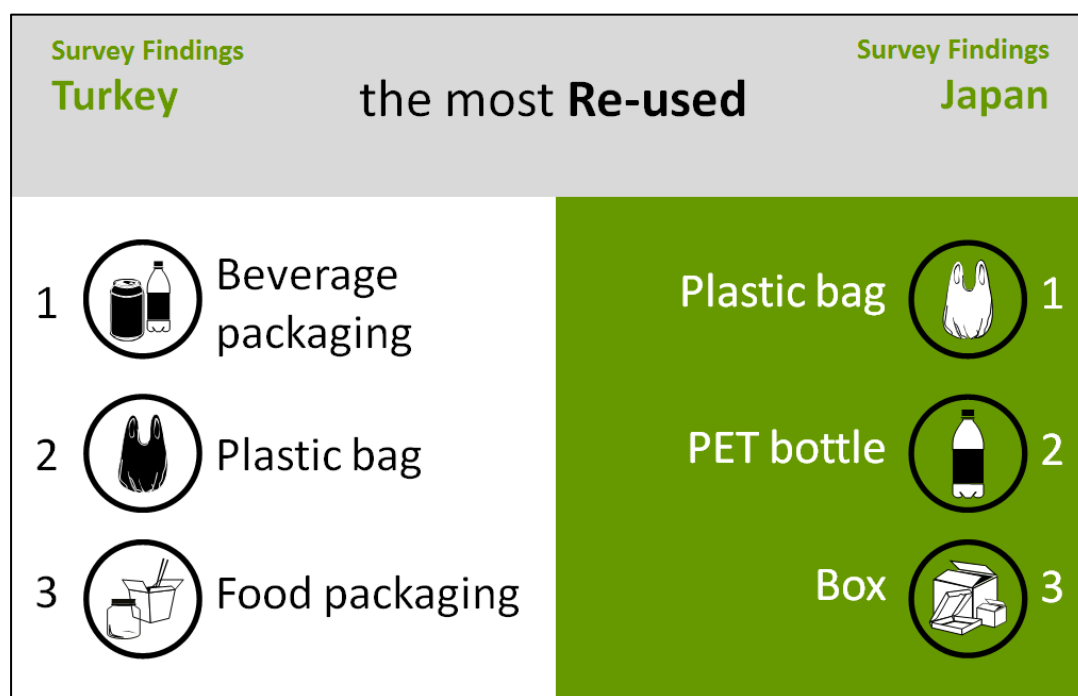 Survey Findings
Turkey
the most Re-used
Survey Findings
Japan
1
Beverage
packaging
2
Plastic bag
3
Food packaging
Plastic bag 1
PET bottle 2
Box 3